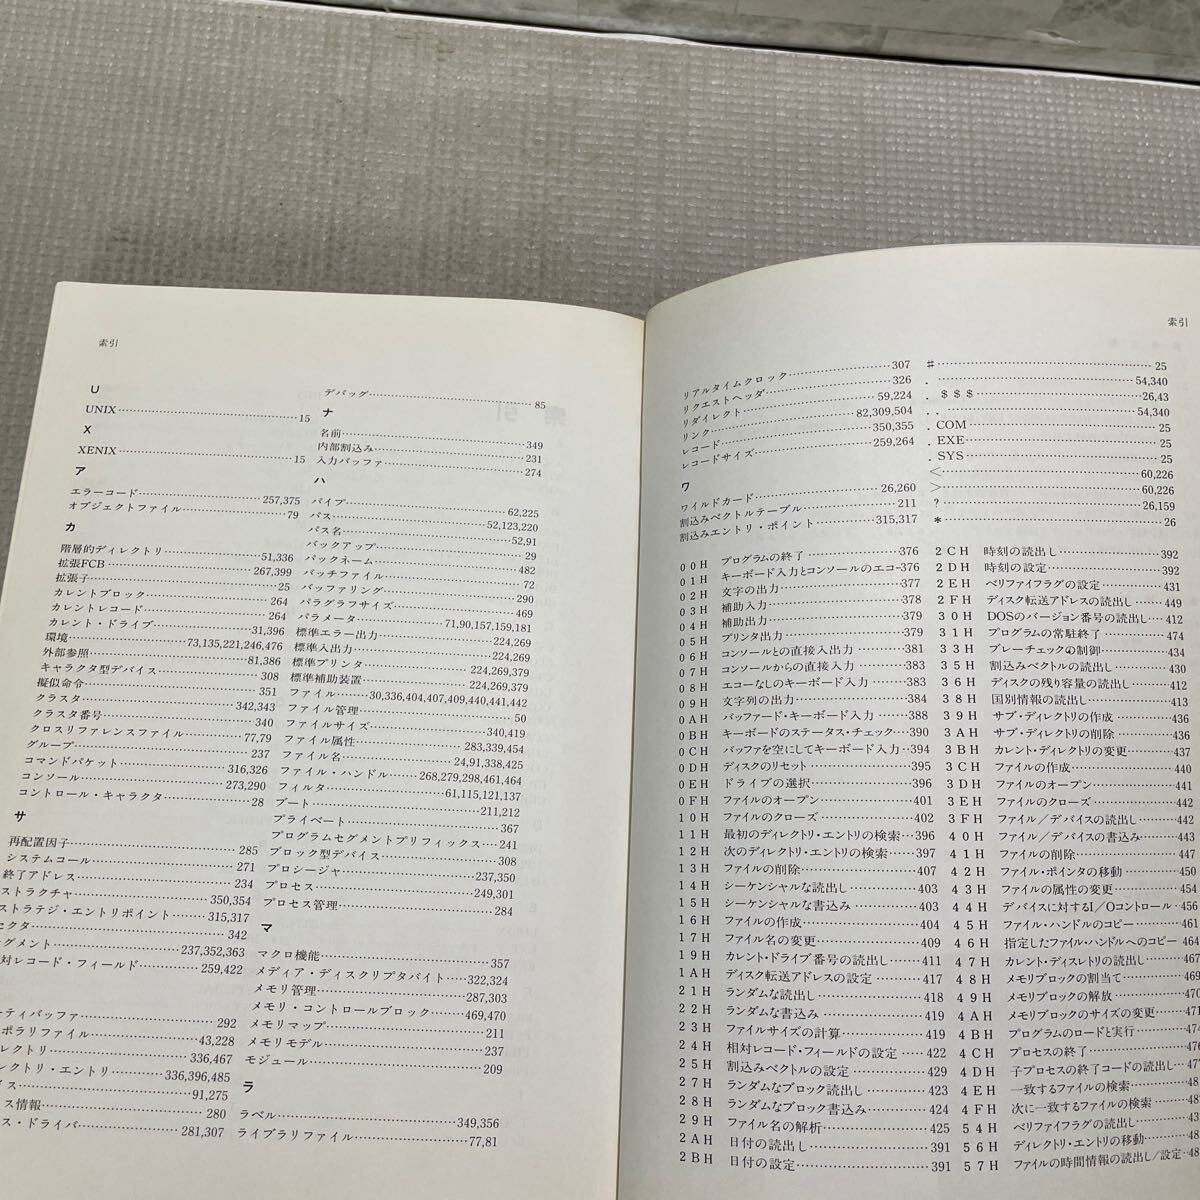 索引
U
UNIX 15
X
XENIX 15
ア
エラーコード 257,375
オブジェクトファイル 79
カ
階層的ディレクトリ 51,336
拡張FCB 267,399
拡張子 25
カレントブロック 264
カレントレコード 264
カレント・ドライブ 31,396
環境 73,135,221,246,476
外部参照 81,386
キャラクタ型デバイス 308
擬似命令 351
クラスタ 342,343
クラスタ番号 340
クロスリファレンスファイル 77,79
グループ 237
コマンドパケット 316,326
コンソール 273,290
コントロール・キャラクタ 28
サ
再配置因子 285
システムコール 271
終了アドレス 234
ストラクチャ 350,354
ストラテジ・エントリポイント 315,317
セクタ 342
セグメント 237,352,363
対レコード・フィールド 259,422
ーティバッファ 292
ポラリファイル 43,228
レクトリ 336,467
レクトリ・エントリ 336,396,485
イス 91,275
ス情報 280
ス・ドライバ 281,307
デバッグ 85
ナ
名前 349
内部割込み 231
入力バッファ 274
ハ
パイプ 62,225
パス 52,123,220
パス名 52,91
バックアップ 29
バックネーム 482
バッチファイル 72
バッファリング 290
パラグラフサイズ 469
パラメータ 71,90,157,159,181
標準エラー出力 224,269
標準入出力 224,269
標準プリンタ 224,269,379
標準補助装置 224,269,379
ファイル 30,336,404,407,409,440,441,442
ファイル管理 50
ファイルサイズ 340,419
ファイル属性 283,339,454
ファイル名 24,91,338,425
ファイル・ハンドル 268,279,298,461,464
フィルタ 61,115,121,137
ブート 211,212
プライベート 367
プログラムセグメントプリフィックス 241
ブロック型デバイス 308
プロシージャ 237,350
プロセス 249,301
プロセス管理 284
マ
マクロ機能 357
メディア・ディスクリプタバイト 322,324
メモリ管理 287,303
メモリ・コントロールブロック 469,470
メモリマップ 211
メモリモデル 237
モジュール 209
ラ
ラベル 349,356
ライブラリファイル 77,81
索引
リアルタイムクロック 307
リクエストヘッダ 326
リダイレクト 59,224
リンク 82,309,504
レコード 350,355
レコードサイズ 259,264
ワ
ワイルドカード 26,260
割込みベクトルテーブル 211
割込みエントリ・ポイント 315,317
# 25
. 54,340
.$$$ 26,43
.. 54,340
.COM 25
.EXE 25
.SYS 25
< 60,226
> 60,226
? 26,159
* 26
00H プログラムの終了 376
01H キーボード入力とコンソールのエコー 376
02H 文字の出力 377
03H 補助入力 378
04H 補助出力 379
05H プリンタ出力 379
06H コンソールとの直接入出力 381
07H コンソールからの直接入力 383
08H エコーなしのキーボード入力 383
09H 文字列の出力 384
0AH バッファード・キーボード入力 388
0BH キーボードのステータス・チェック 390
0CH バッファを空にしてキーボード入力 394
0DH ディスクのリセット 395
0EH ドライブの選択 396
0FH ファイルのオープン 401
10H ファイルのクローズ 402
11H 最初のディレクトリ・エントリの検索 396
12H 次のディレクトリ・エントリの検索 397
13H ファイルの削除 407
14H シーケンシャルな読出し 403
15H シーケンシャルな書込み 403
16H ファイルの作成 404
17H ファイル名の変更 409
19H カレント・ドライブ番号の読出し 411
1AH ディスク転送アドレスの設定 417
21H ランダムな読出し 418
22H ランダムな書込み 419
23H ファイルサイズの計算 419
24H 相対レコード・フィールドの設定 422
25H 割込みベクトルの設定 429
27H ランダムなブロック読出し 423
28H ランダムなブロック書込み 424
29H ファイル名の解析 425
2AH 日付の読出し 391
2BH 日付の設定 391
2CH 時刻の読出し 392
2DH 時刻の設定 392
2EH ベリファイフラグの設定 431
2FH ディスク転送アドレスの読出し 449
30H DOSのバージョン番号の読出し 412
31H プログラムの常駐終了 474
33H ブレーチェックの制御 434
35H 割込みベクトルの読出し 430
36H ディスクの残り容量の読出し 412
38H 国別情報の読出し 413
39H サブ・ディレクトリの作成 436
3AH サブ・ディレクトリの削除 436
3BH カレント・ディレクトリの変更 437
3CH ファイルの作成 440
3DH ファイルのオープン 441
3EH ファイルのクローズ 442
3FH ファイル/デバイスの読出し 442
40H ファイル/デバイスの書込み 443
41H ファイルの削除 447
42H ファイル・ポインタの移動 450
43H ファイルの属性の変更 454
44H デバイスに対するI/Oコントロール 456
45H ファイル・ハンドルのコピー 461
46H 指定したファイル・ハンドルへのコピー 464
47H カレント・ディスレトリの読出し 467
48H メモリブロックの割当て 469
49H メモリブロックの解放 470
4AH メモリブロックのサイズの変更 471
4BH プログラムのロードと実行 474
4CH プロセスの終了 476
4DH 子プロセスの終了コードの読出し 477
4EH 一致するファイルの検索 48
4FH 次に一致するファイルの検索 48
54H ベリファイフラグの読出し 43
56H ディレクトリ・エントリの移動 48
57H ファイルの時間情報の読出し/設定 48